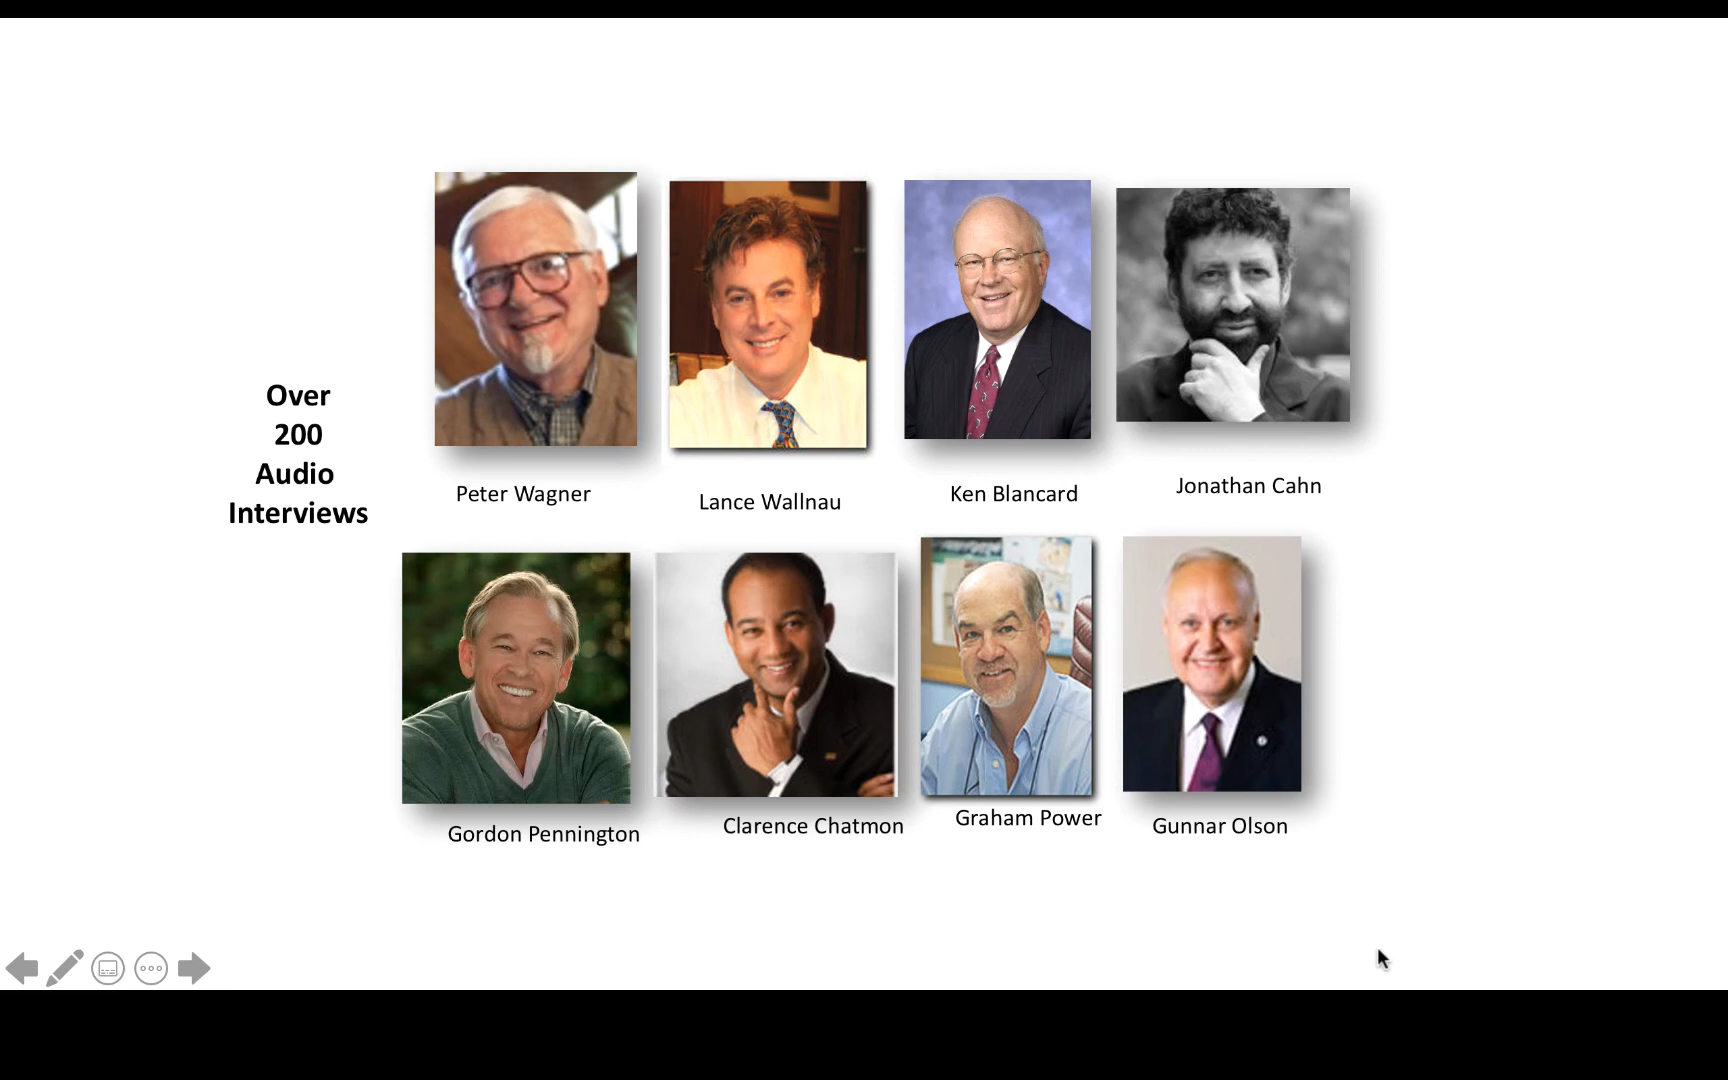 Over
200
Audio
Interviews
Peter Wagner
Lance Wallnau
Ken Blancard
Jonathan Cahn
Gordon Pennington
Clarence Chatmon
Graham Power
Gunnar Olson